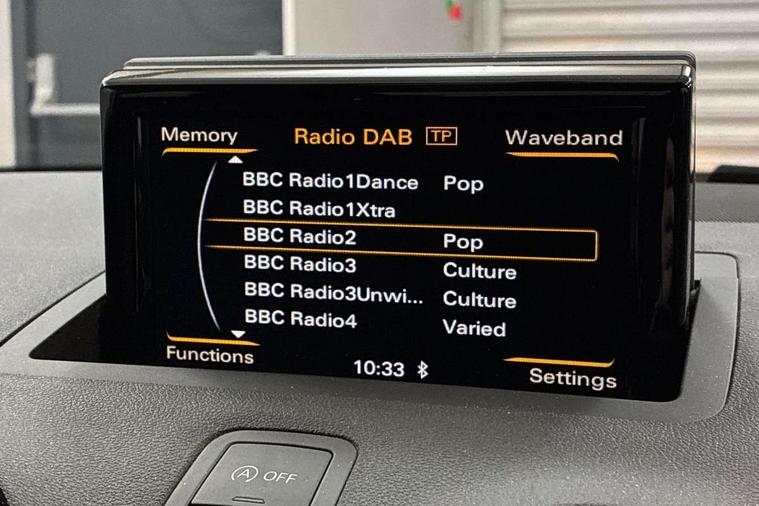 Memory Radio DAB TP Waveband
BBC Radio1Dance Pop
BBC Radio1Xtra
BBC Radio2 Pop
BBC Radio3 Culture
BBC Radio3Unwi... Culture
BBC Radio4 Varied
Functions 10:33 Settings
A OFF